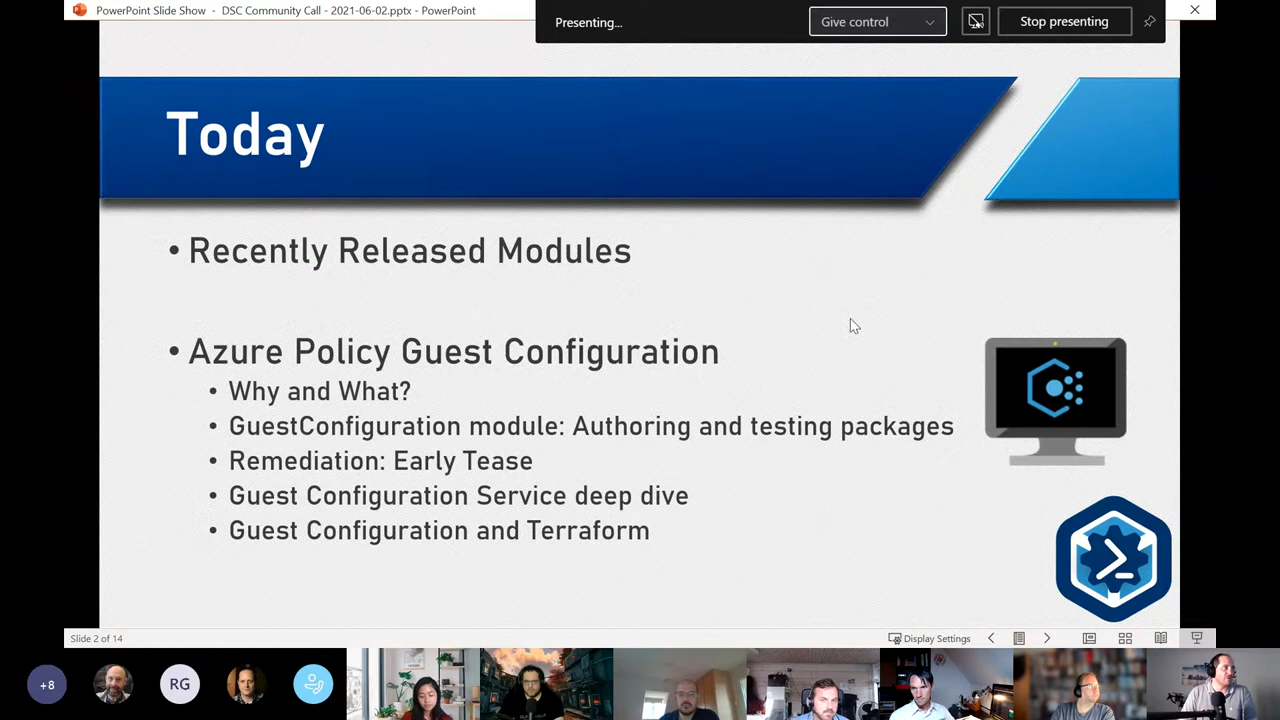 PowerPoint Slide Show - DSC Community Call - 2021-06-02.pptx - PowerPoint
Presenting...
Give control
Stop presenting
Today
• Recently Released Modules
• Azure Policy Guest Configuration
• Why and What?
• GuestConfiguration module: Authoring and testing packages
• Remediation: Early Tease
• Guest Configuration Service deep dive
• Guest Configuration and Terraform
Slide 2 of 14
Display Settings
+8
RG